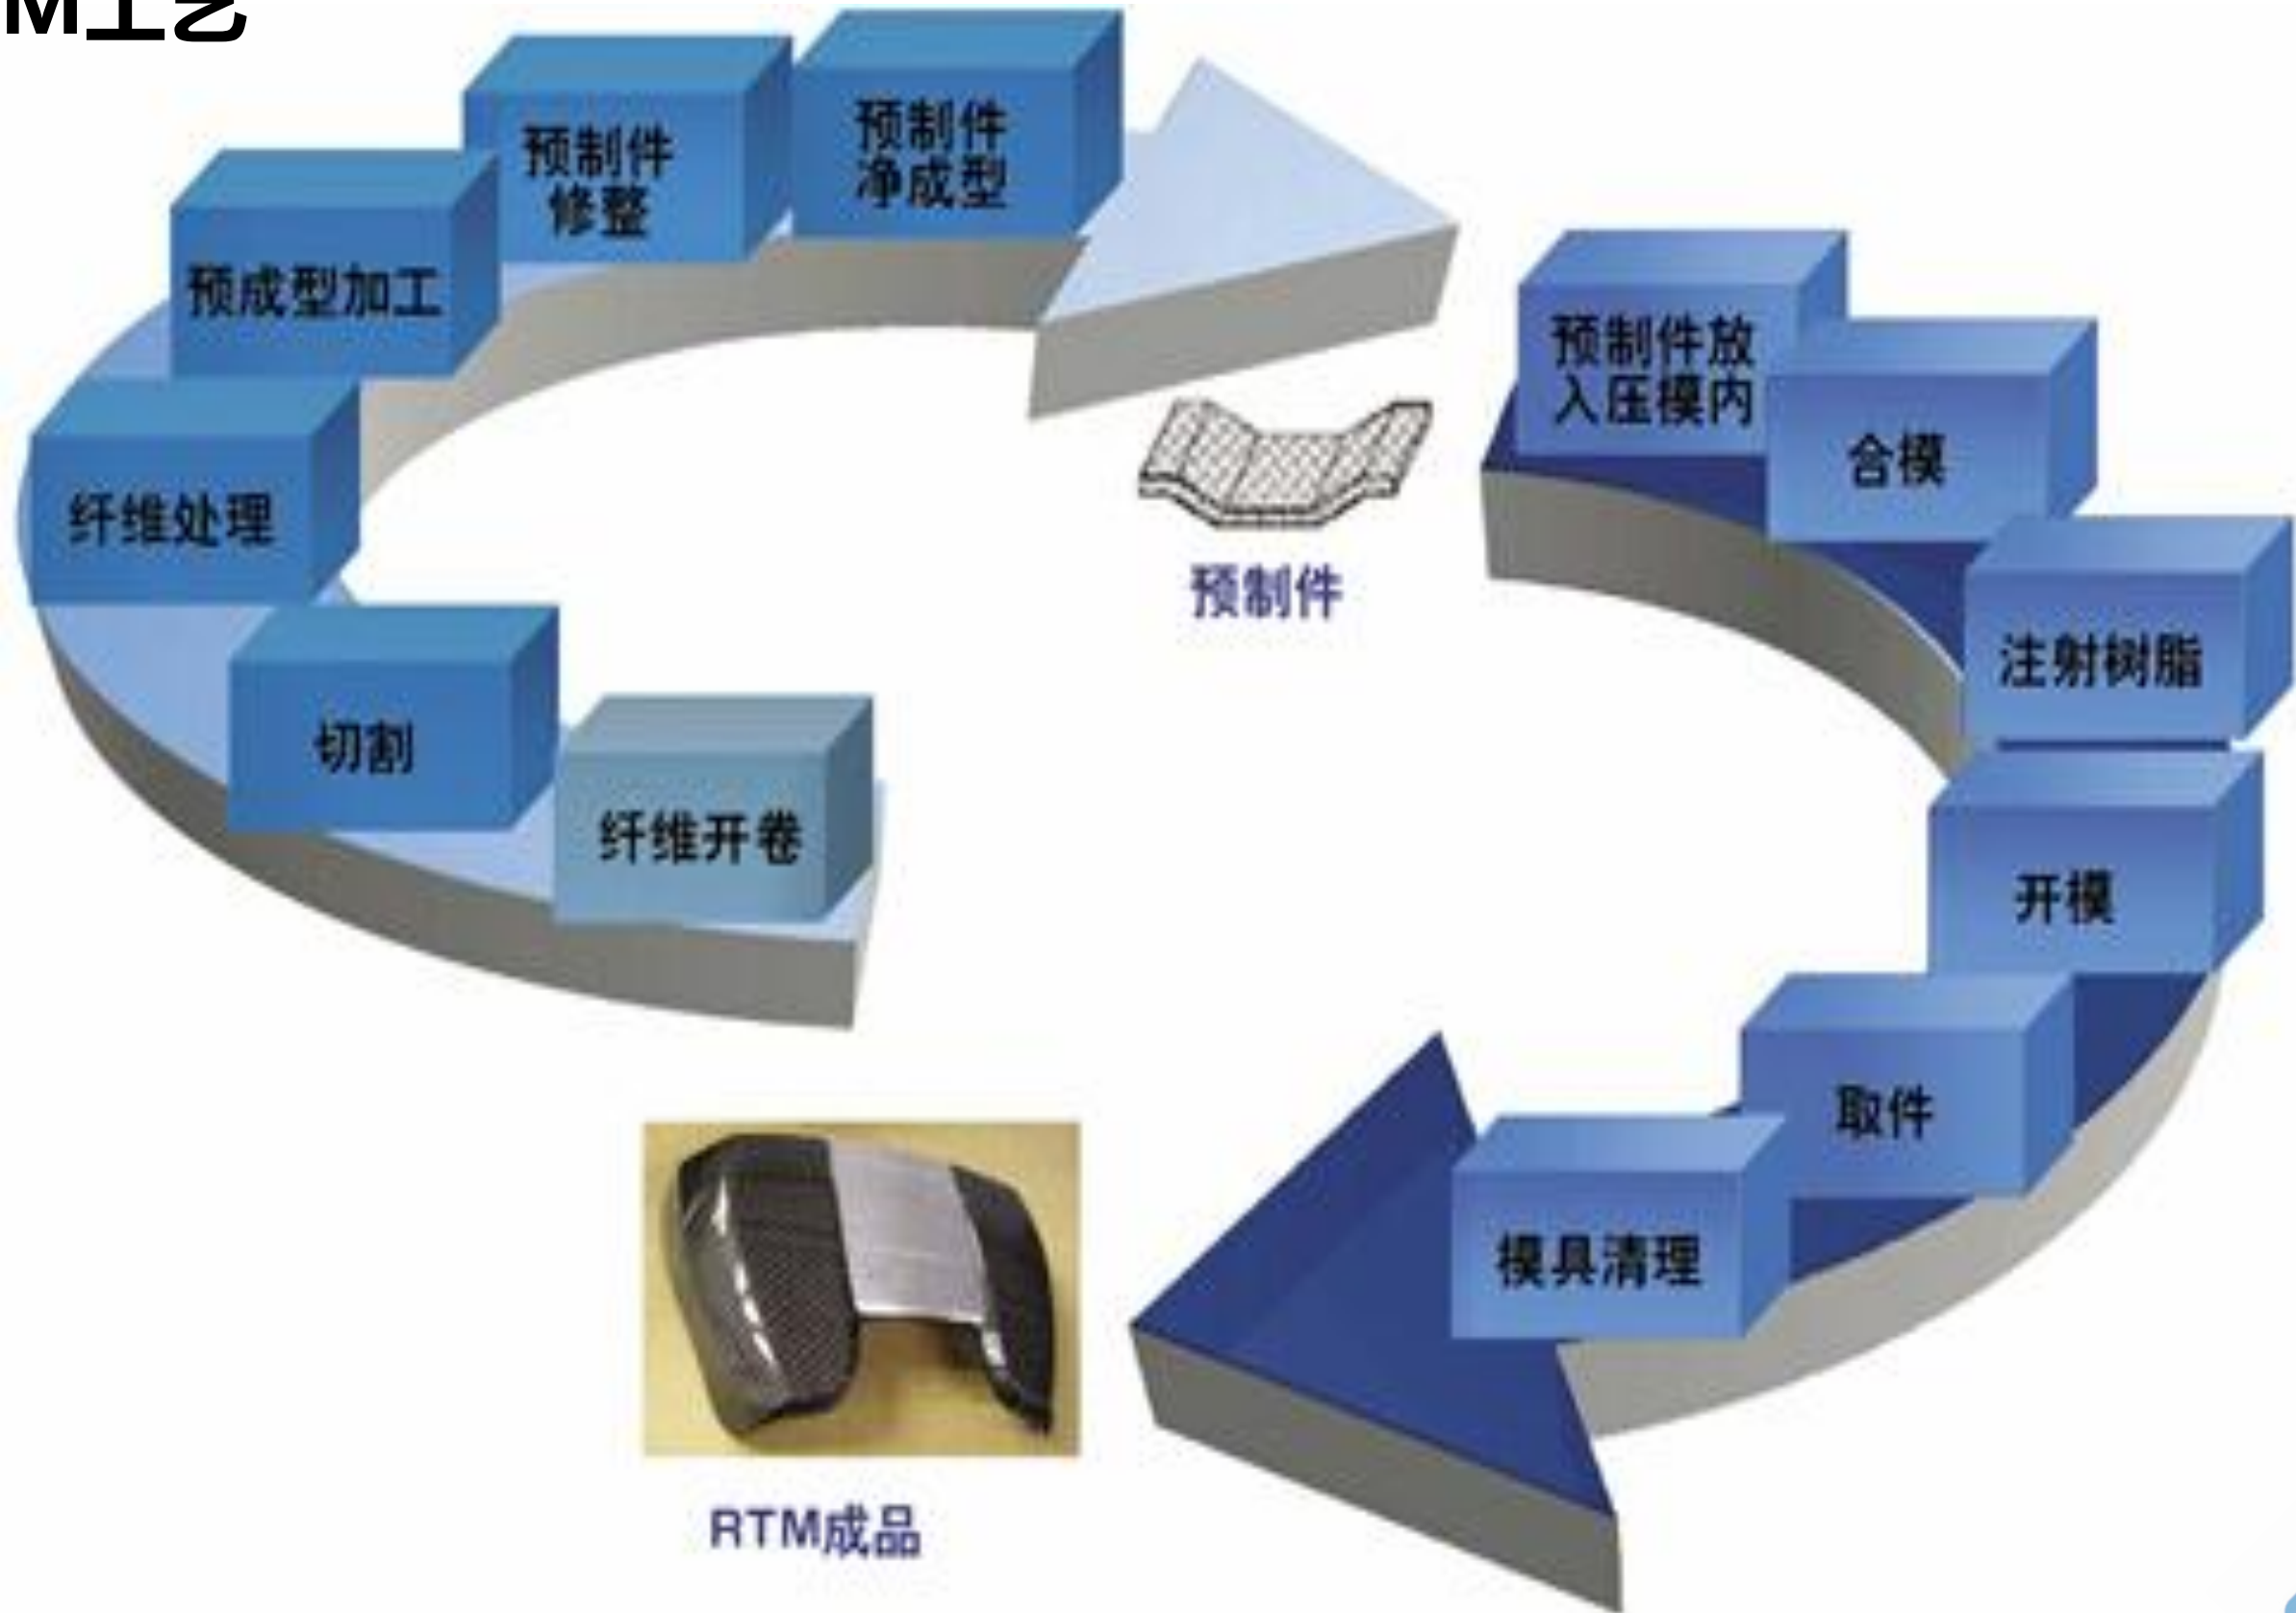 M工艺
预制件
净成型
预制件
修整
预成型加工
纤维处理
切割
纤维开卷
预制件
预制件放
入压模内
合模
注射树脂
开模
取件
模具清理
RTM成品